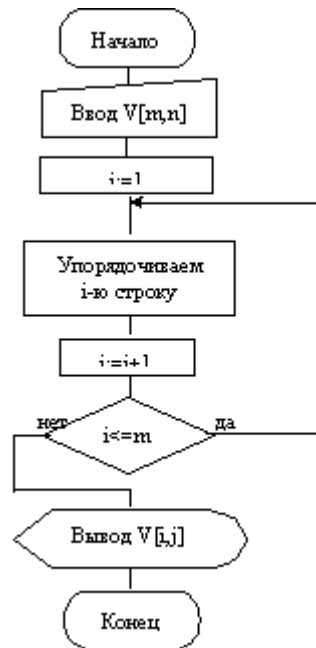 Начало
Ввод V[m,n]
i:=1
Упорядочиваем
i-ю строку
i:=i+1
нет
i<=m
да
Вывод V[i,j]
Конец